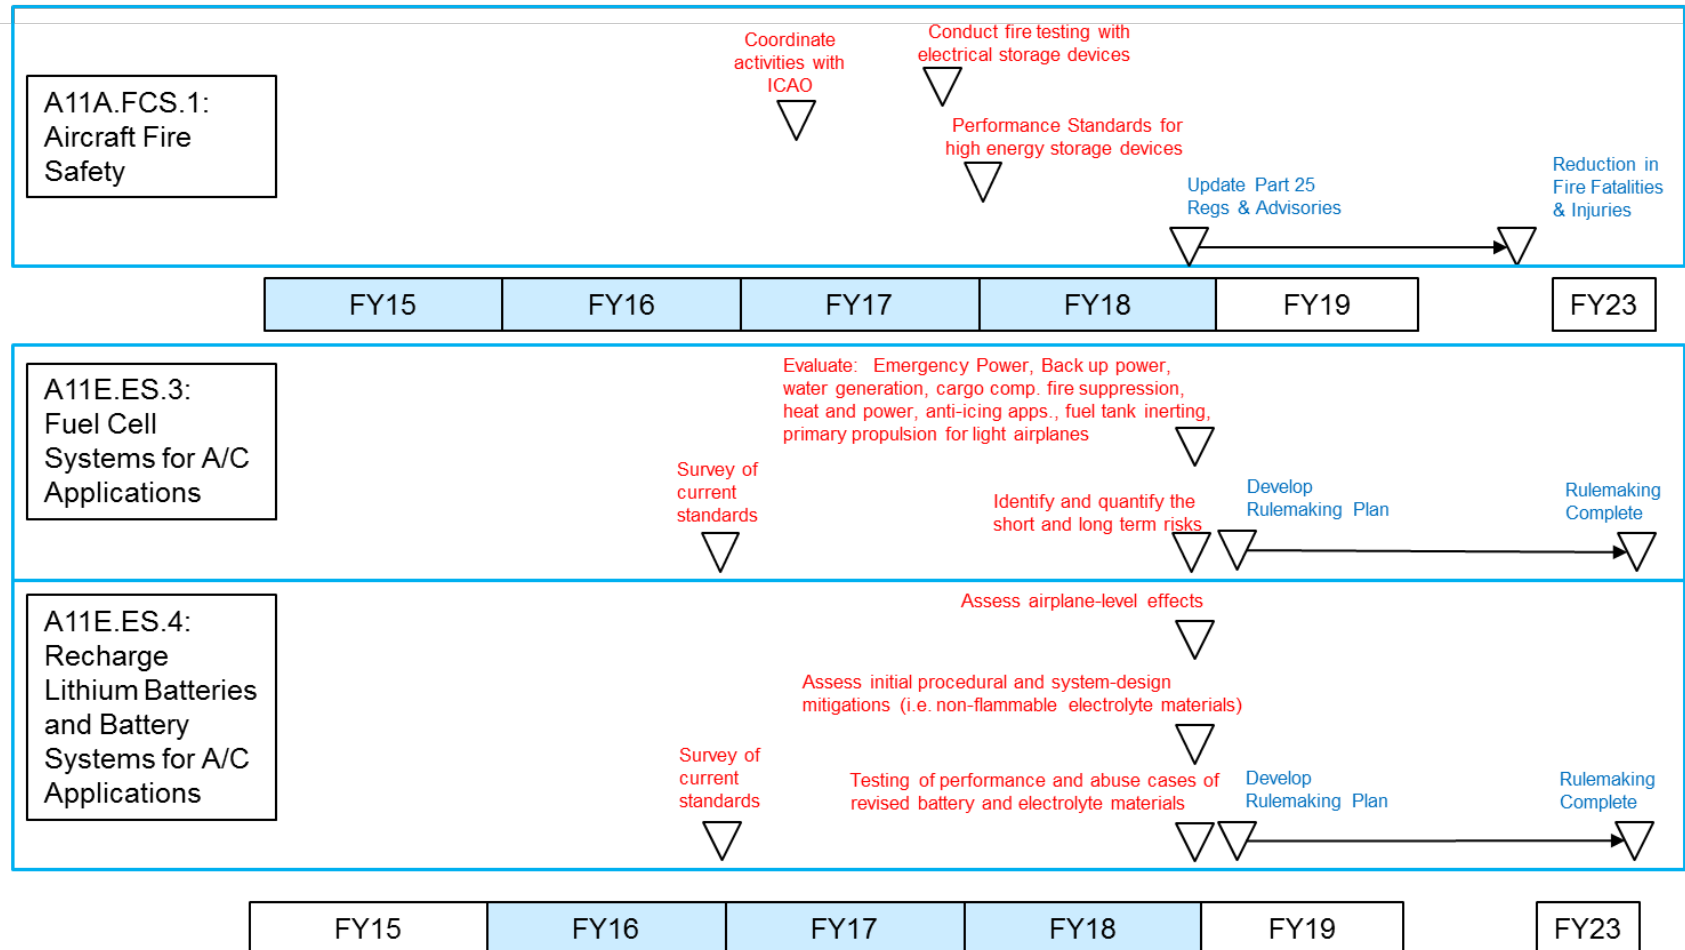 Coordinate
activities with
ICAO
Conduct fire testing with
electrical storage devices
A11A.FCS.1:
Aircraft Fire
Safety
Performance Standards for
high energy storage devices
Update Part 25
Regs & Advisories
Reduction in
Fire Fatalities
& Injuries
FY15 FY16 FY17 FY18 FY19 FY23
A11E.ES.3:
Fuel Cell
Systems for A/C
Applications
Evaluate: Emergency Power, Back up power,
water generation, cargo comp. fire suppression,
heat and power, anti-icing apps., fuel tank inerting,
primary propulsion for light airplanes
Survey of
current
standards
Identify and quantify the
short and long term risks
Develop
Rulemaking Plan
Rulemaking
Complete
A11E.ES.4:
Recharge
Lithium Batteries
and Battery
Systems for A/C
Applications
Assess airplane-level effects
Assess initial procedural and system-design
mitigations (i.e. non-flammable electrolyte materials)
Survey of
current
standards
Testing of performance and abuse cases of
revised battery and electrolyte materials
Develop
Rulemaking Plan
Rulemaking
Complete
FY15 FY16 FY17 FY18 FY19 FY23